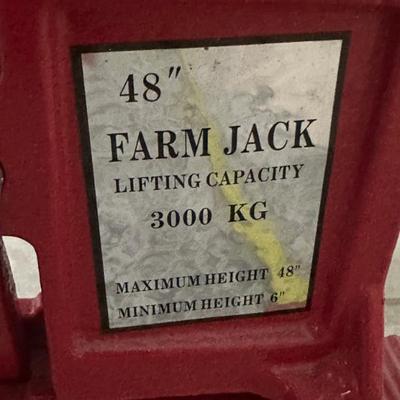 48"
FARM JACK
LIFTING CAPACITY
3000 KG
MAXIMUM HEIGHT 48"
MINIMUM HEIGHT 6"